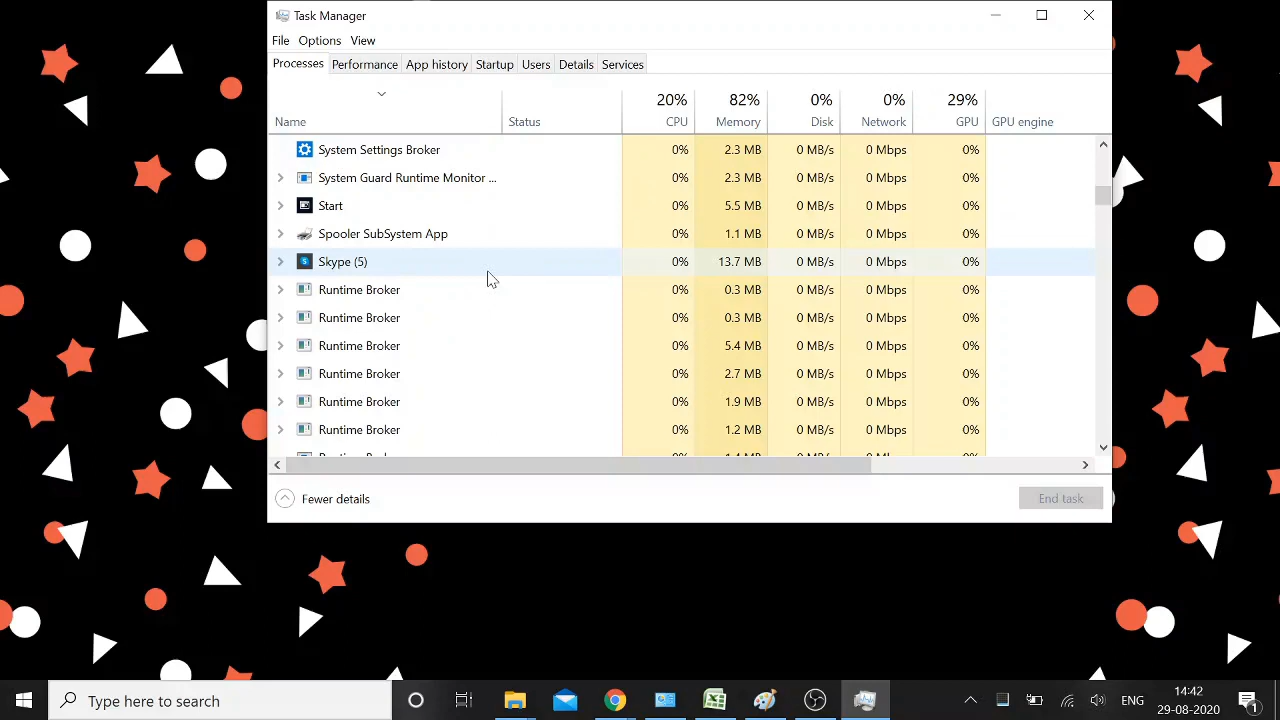 Task Manager
File Options View
Processes Performance App history Startup Users Details Services
20% 82% 0% 0% 29%
Name Status CPU Memory Disk Network GPU GPU engine
System Settings Broker 0% 2.3 MB 0 MB/s 0 Mbps 0%
System Guard Runtime Monitor ... 0% 2.3 MB 0 MB/s 0 Mbps 0%
Start 0% 5.5 MB 0 MB/s 0 Mbps 0%
Spooler SubSystem App 0% 1.1 MB 0 MB/s 0 Mbps 0%
Skype (5) 0% 13.7 MB 0 MB/s 0 Mbps 0%
Runtime Broker 0% 0.3 MB 0 MB/s 0 Mbps 0%
Runtime Broker 0% 0.3 MB 0 MB/s 0 Mbps 0%
Runtime Broker 0% 5.4 MB 0 MB/s 0 Mbps 0%
Runtime Broker 0% 2.7 MB 0 MB/s 0 Mbps 0%
Runtime Broker 0% 1.9 MB 0 MB/s 0 Mbps 0%
Runtime Broker 0% 1.2 MB 0 MB/s 0 Mbps 0%
Fewer details End task
Type here to search ENG 14:42
29-08-2020 1